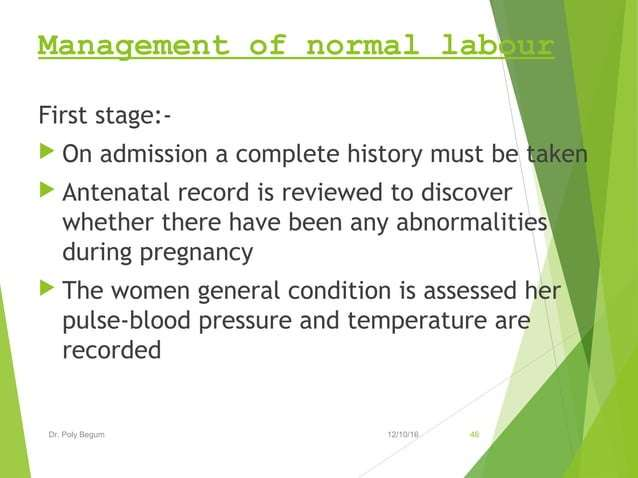 Management of normal labour
First stage:-
On admission a complete history must be taken
Antenatal record is reviewed to discover
whether there have been any abnormalities
during pregnancy
The women general condition is assessed her
pulse-blood pressure and temperature are
recorded
Dr. Poly Begum 12/10/16 46